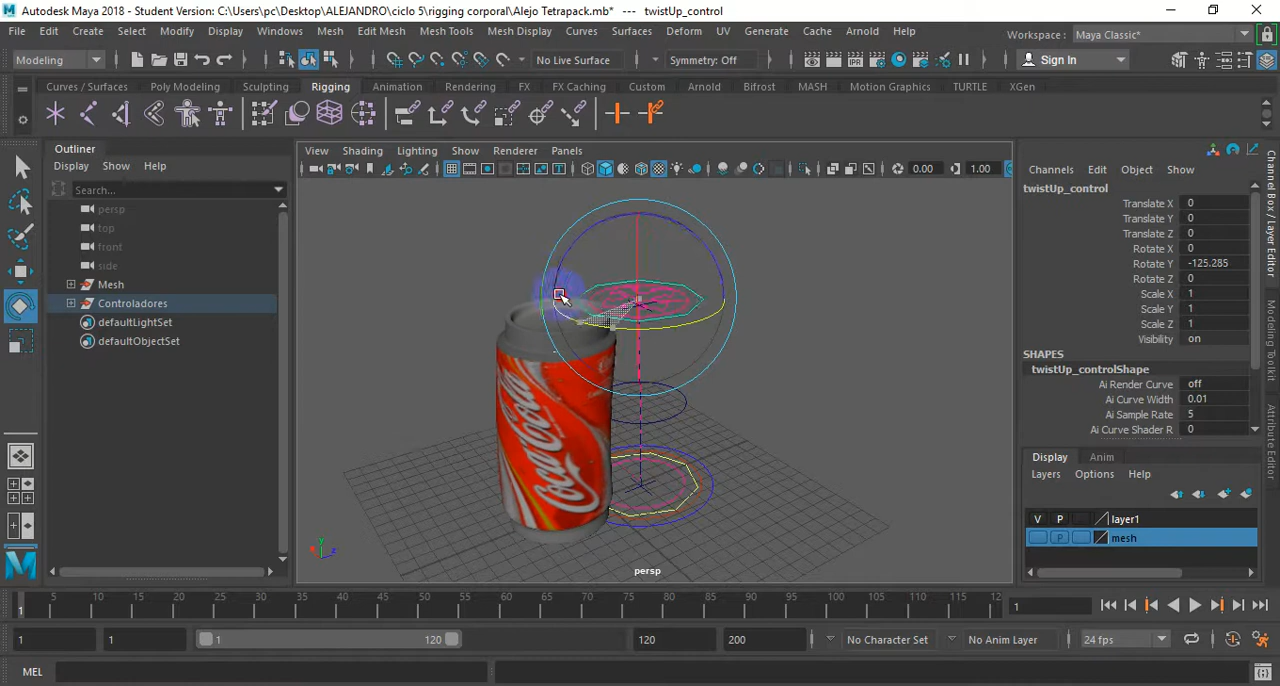 Autodesk Maya 2018 - Student Version: C:\Users\pc\Desktop\ALEJANDRO\ciclo 5\rigging corporal\Alejo Tetrapack.mb* --- twistUp_control
File Edit Create Select Modify Display Windows Mesh Edit Mesh Mesh Tools Mesh Display Curves Surfaces Deform UV Generate Cache Arnold Help Workspace : Maya Classic*
Modeling No Live Surface Symmetry: Off Sign In
Curves / Surfaces Poly Modeling Sculpting Rigging Animation Rendering FX FX Caching Custom Arnold Bifrost MASH Motion Graphics TURTLE XGen
Outliner
Display Show Help
Search...
persp
top
front
side
Mesh
Controladores
defaultLightSet
defaultObjectSet
View Shading Lighting Show Renderer Panels
0.00 1.00
Coca-Cola
y
z
persp
Channels Edit Object Show
twistUp_control
Translate X 0
Translate Y 0
Translate Z 0
Rotate X 0
Rotate Y -125.285
Rotate Z 0
Scale X 1
Scale Y 1
Scale Z 1
Visibility on
SHAPES
twistUp_controlShape
Ai Render Curve off
Ai Curve Width 0.01
Ai Sample Rate 5
Ai Curve Shader R 0
Display Anim
Layers Options Help
V P layer1
P mesh
Channel Box / Layer Editor
Modeling Toolkit
Attribute Editor
1 5 10 15 20 25 30 35 40 45 50 55 60 65 70 75 80 85 90 95 100 105 110 115 12
1
1 1 1 120 120 200 No Character Set No Anim Layer 24 fps
MEL